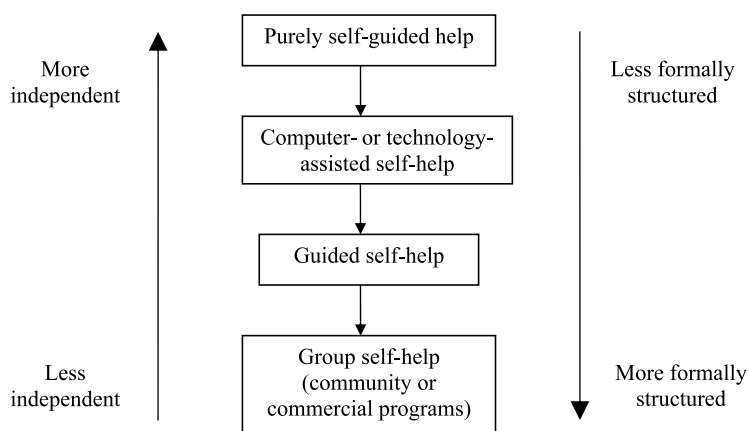 Purely self-guided help
More
independent
Less formally
structured
Computer- or technology-
assisted self-help
Guided self-help
Less
independent
Group self-help
(community or
commercial programs)
More formally
structured